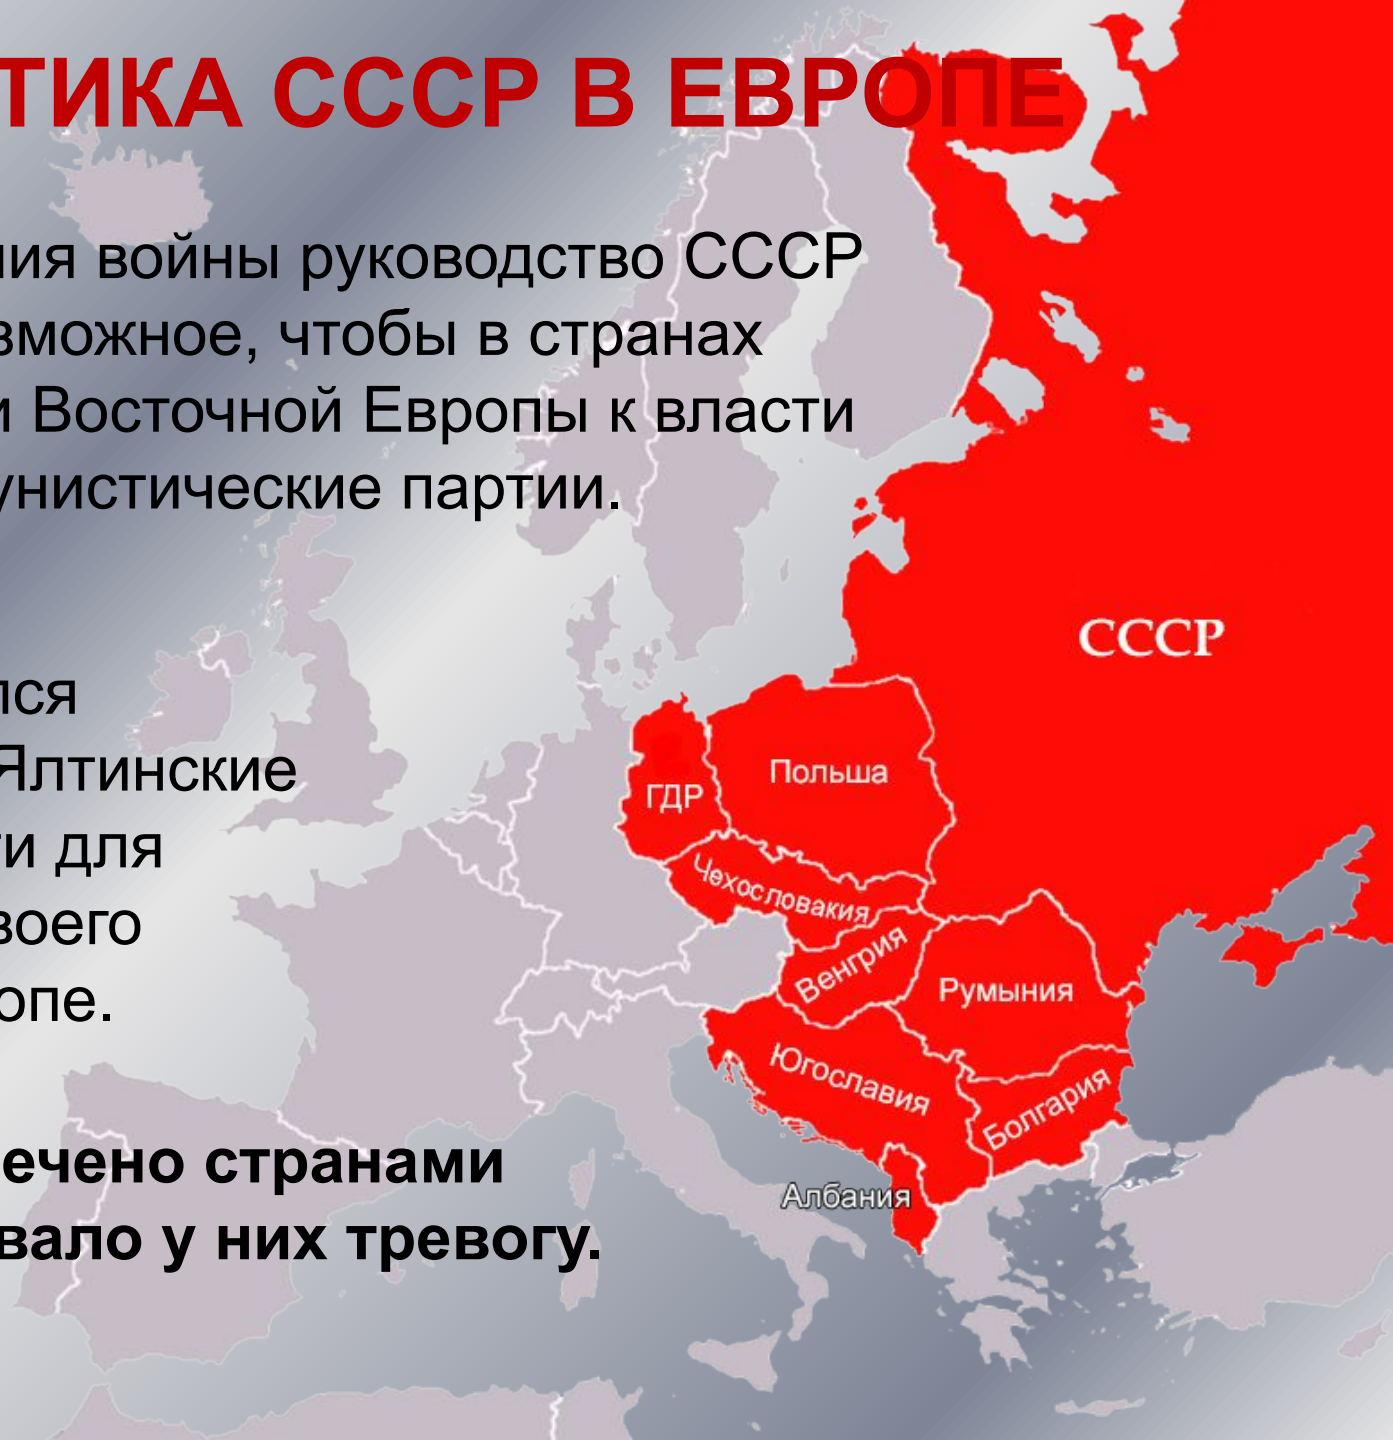 ТИКА СССР В ЕВРОПЕ
ния войны руководство СССР
зможное, чтобы в странах
и Восточной Европы к власти
унистические партии.
лся
Ялтинские
ти для
воего
опе.
ечено странами
вало у них тревогу.
СССР
Польша
ГДР
Чехословакия
Венгрия
Румыния
Югославия
Болгария
Албания